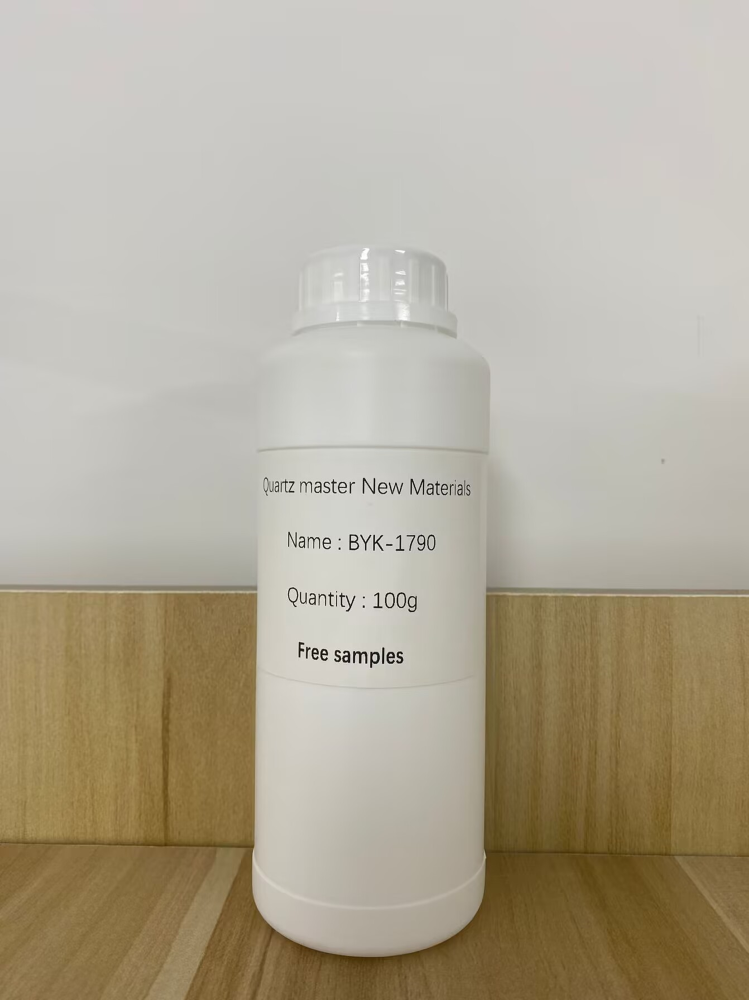 Quartz master New Materials
Name : BYK-1790
Quantity : 100g
Free samples